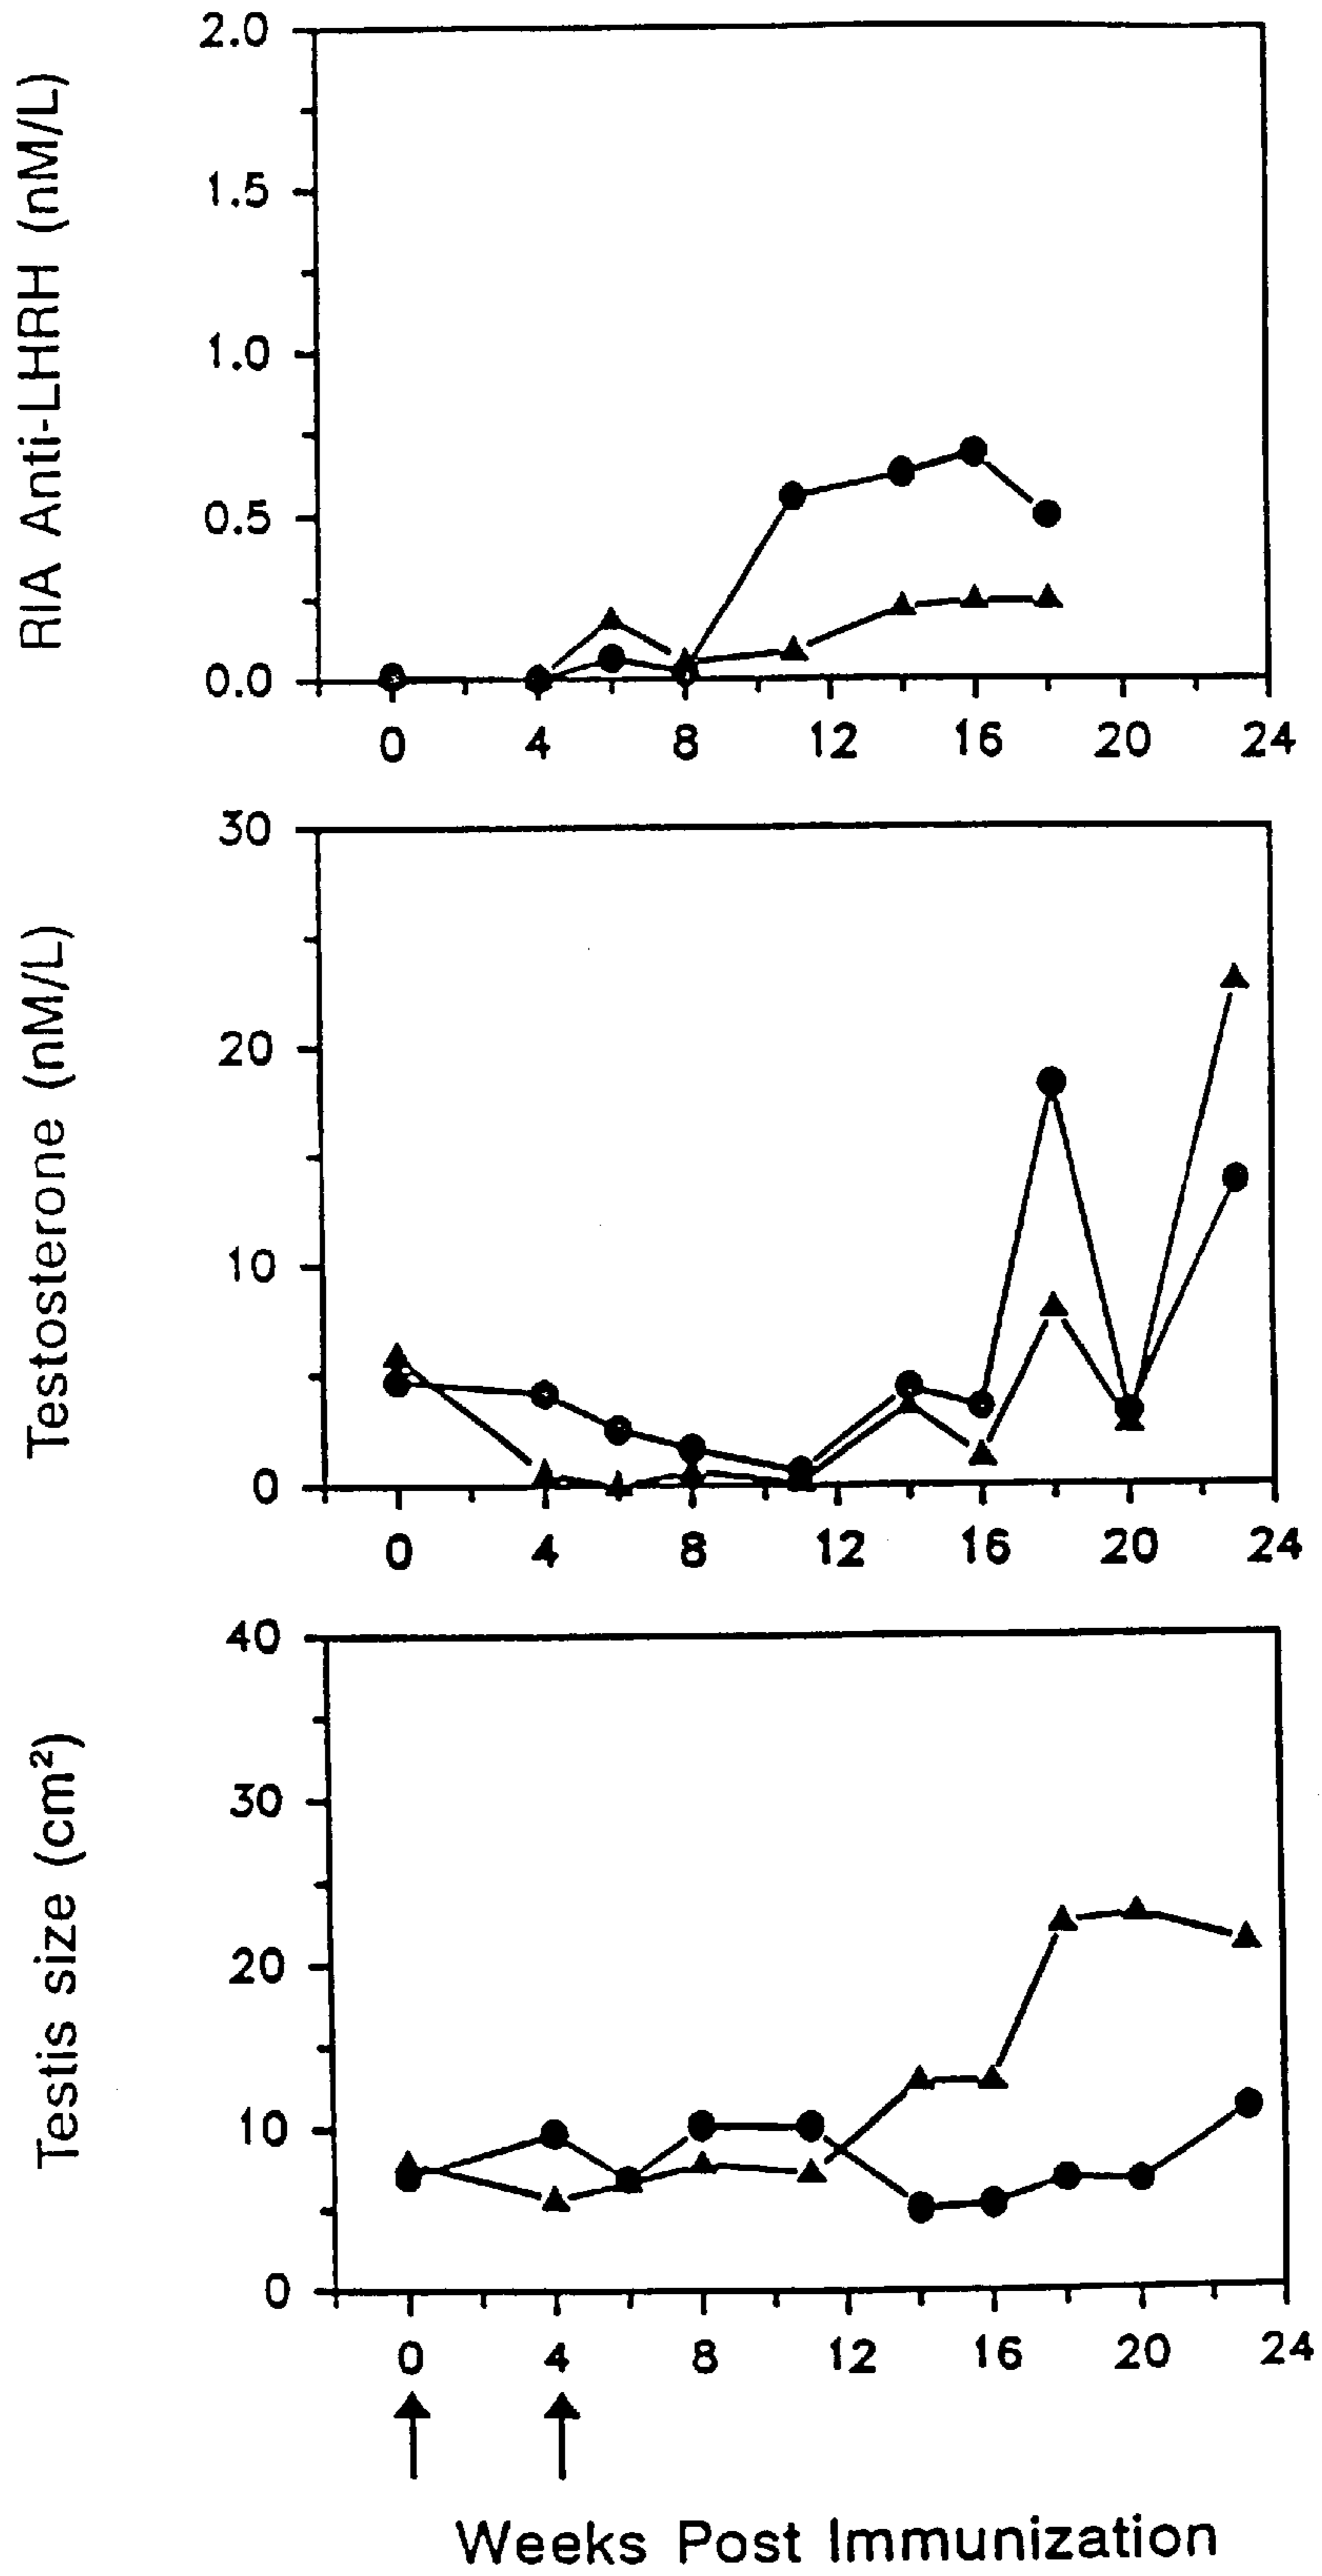 RIA Anti-LHRH (nM/L)
2.0
1.5
1.0
0.5
0.0
0 4 8 12 16 20 24
Testosterone (nM/L)
30
20
10
0
0 4 8 12 16 20 24
Testis size (cm²)
40
30
20
10
0
0 4 8 12 16 20 24
Weeks Post Immunization